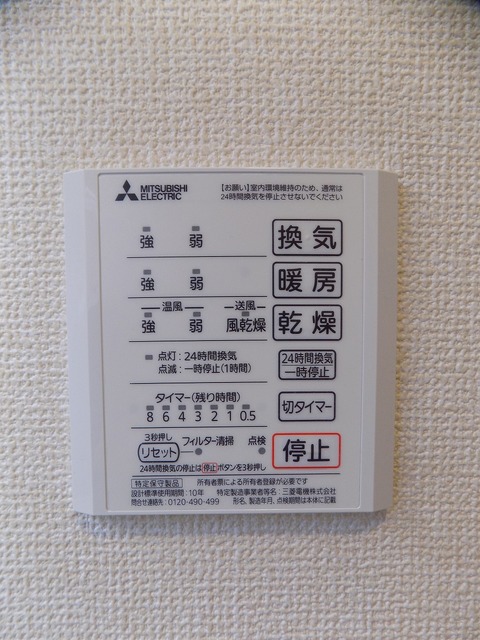 MITSUBISHI
ELECTRIC
【お願い】室内環境維持のため、通常は
24時間換気を停止させないでください
強 弱 換気
強 弱 暖房
温風 送風
強 弱 風乾燥 乾燥
点灯:24時間換気
点滅:一時停止(1時間)
24時間換気
一時停止
タイマー(残り時間)
8 6 4 3 2 1 0.5
切タイマー
3秒押し
リセット フィルター清掃 点検
停止
24時間換気の停止は停止ボタンを3秒押し
特定保守製品 所有者票による所有者登録が必要です
設計標準使用期間:10年 特定製造事業者等名:三菱電機株式会社
問合せ連絡先:0120-490-499 形名、製造年月、点検期間は本体に記載